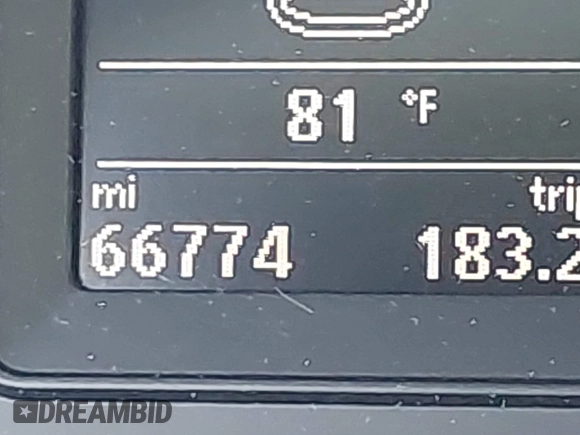 81 °F
mi trip
66774 183.2
DREAMBID